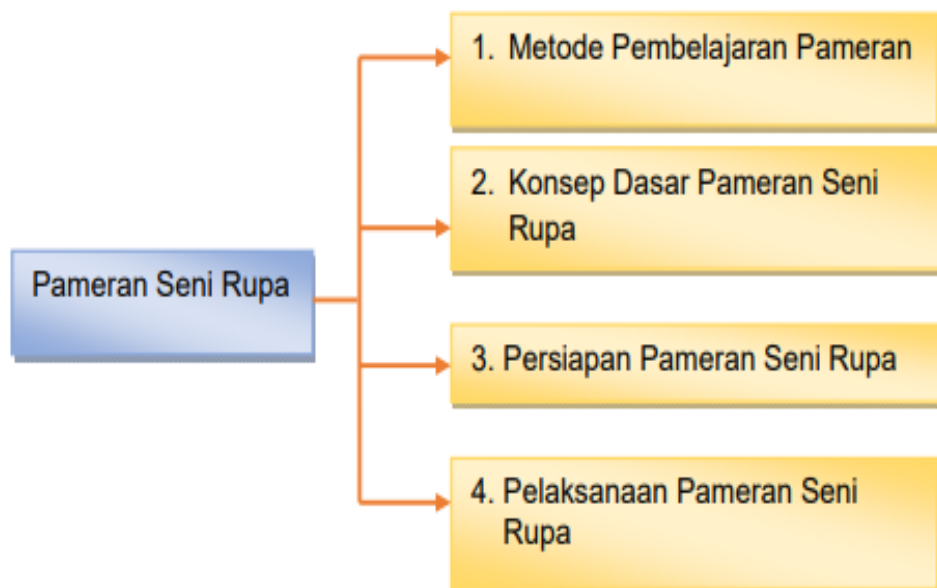 Pameran Seni Rupa
1. Metode Pembelajaran Pameran
2. Konsep Dasar Pameran Seni
Rupa
3. Persiapan Pameran Seni Rupa
4. Pelaksanaan Pameran Seni
Rupa